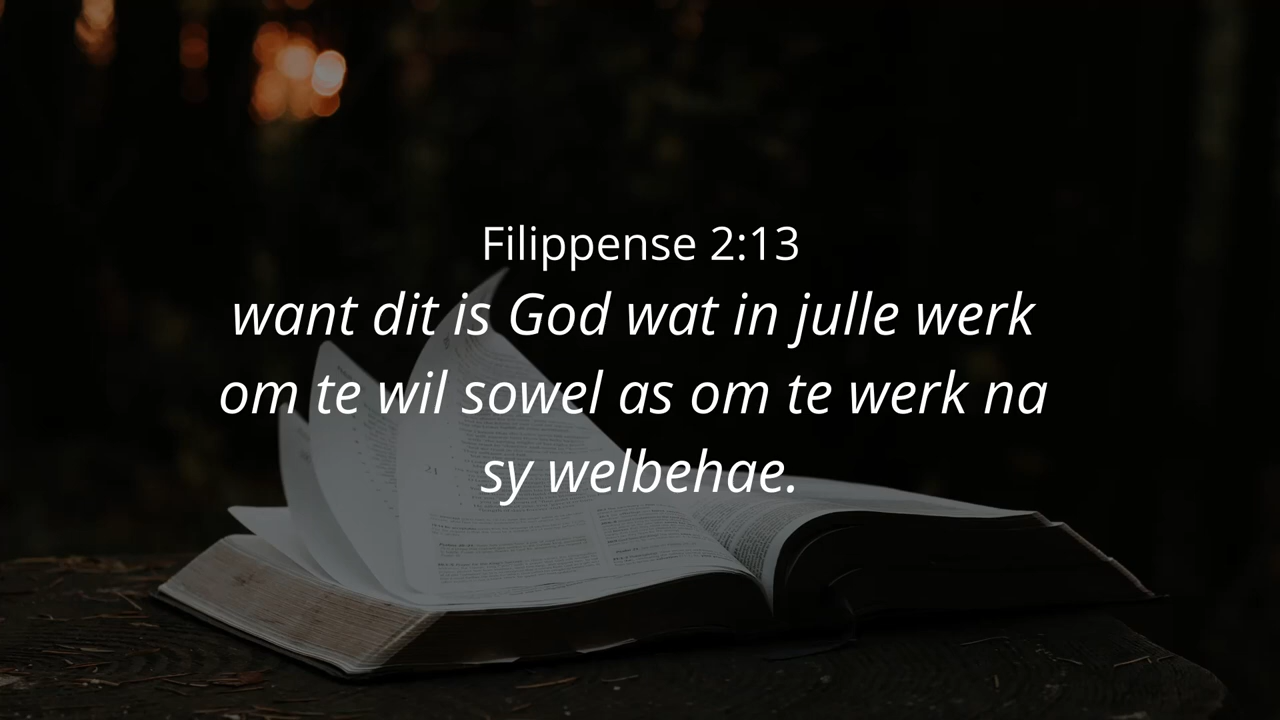 Filippense 2:13
want dit is God wat in julle werk
om te wil sowel as om te werk na
sy welbehae.